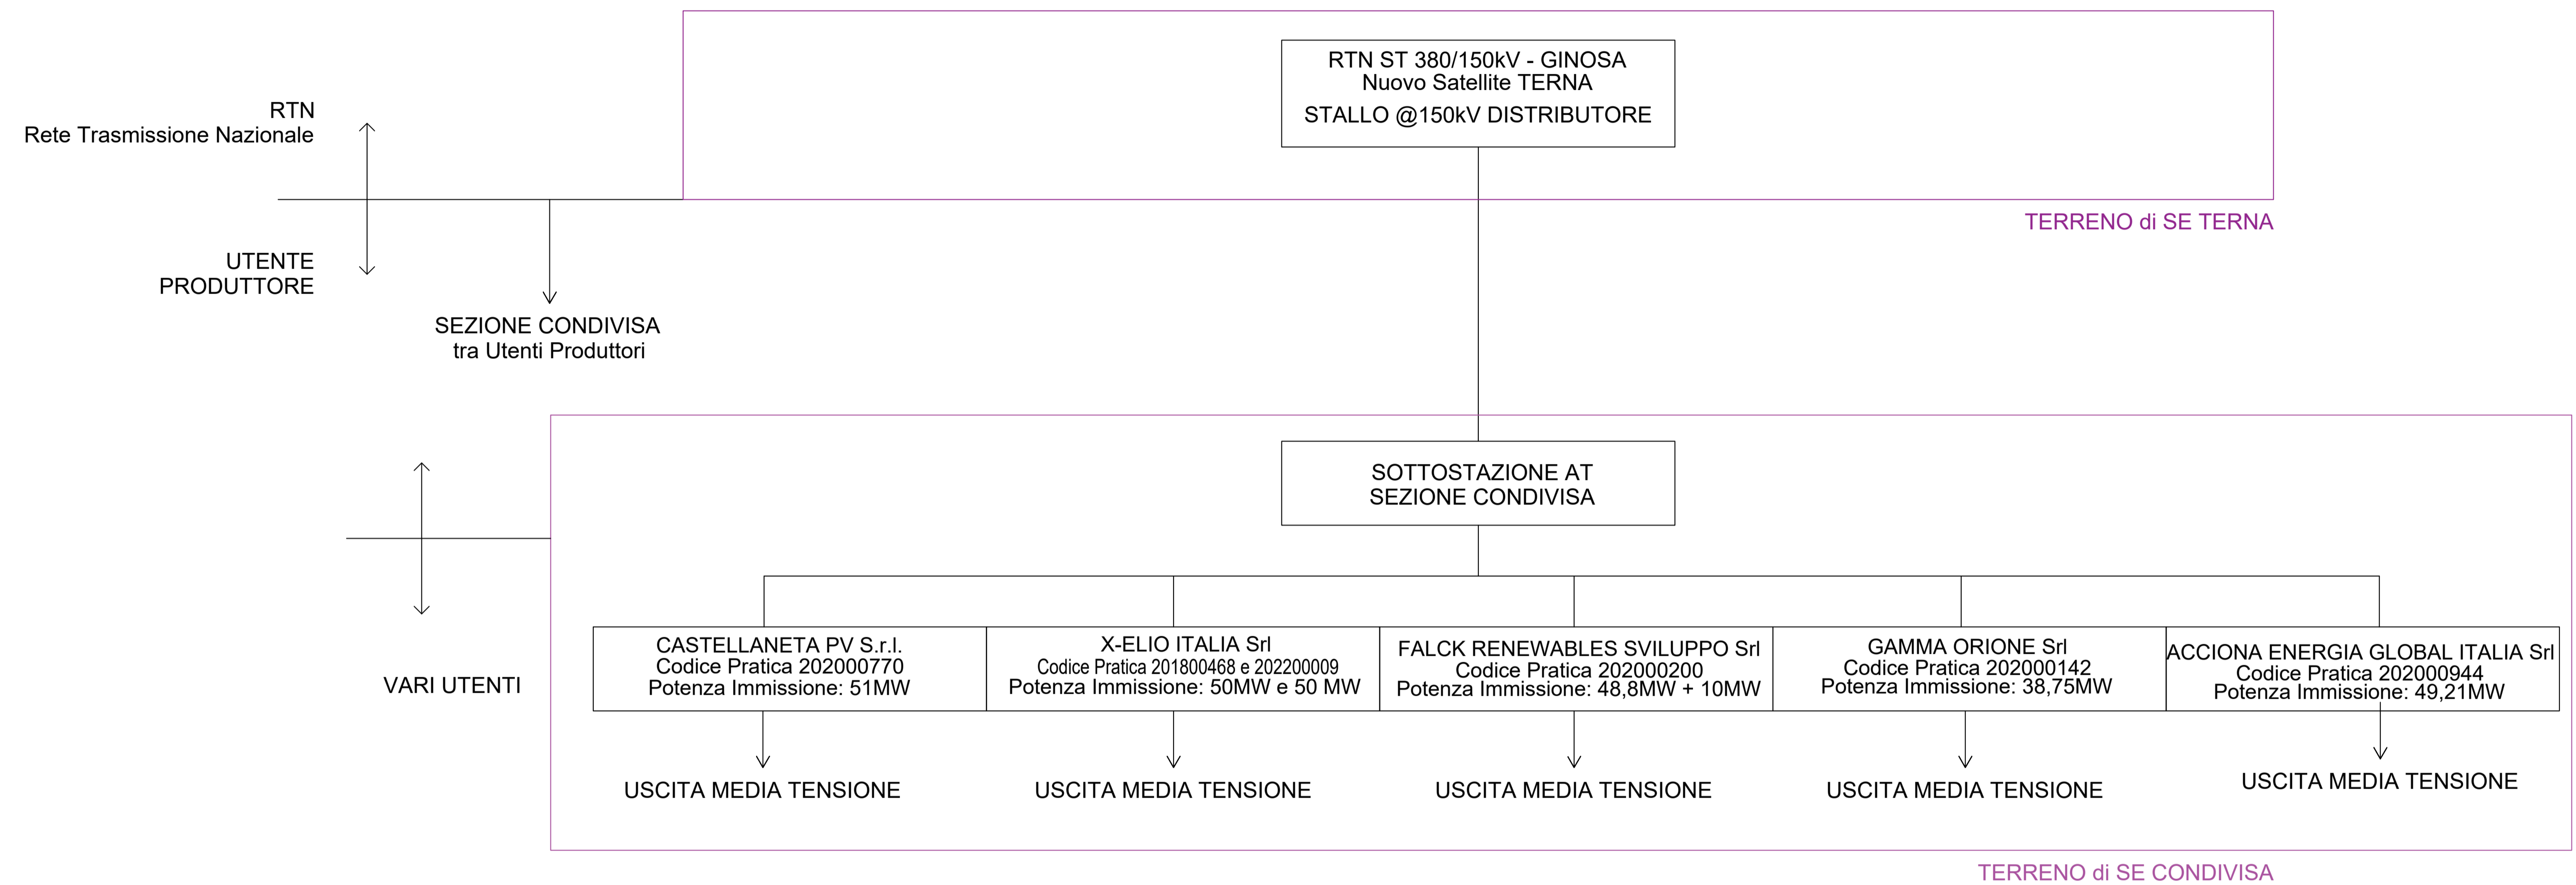 RTN ST 380/150kV - GINOSA
Nuovo Satellite TERNA
STALLO @150kV DISTRIBUTORE
RTN
Rete Trasmissione Nazionale
TERRENO di SE TERNA
UTENTE
PRODUTTORE
SEZIONE CONDIVISA
tra Utenti Produttori
SOTTOSTAZIONE AT
SEZIONE CONDIVISA
VARI UTENTI
CASTELLANETA PV S.r.l.
Codice Pratica 202000770
Potenza Immissione: 51MW
X-ELIO ITALIA Srl
Codice Pratica 201800468 e 202200009
Potenza Immissione: 50MW e 50 MW
FALCK RENEWABLES SVILUPPO Srl
Codice Pratica 202000200
Potenza Immissione: 48,8MW + 10MW
GAMMA ORIONE Srl
Codice Pratica 202000142
Potenza Immissione: 38,75MW
ACCIONA ENERGIA GLOBAL ITALIA Srl
Codice Pratica 202000944
Potenza Immissione: 49,21MW
USCITA MEDIA TENSIONE
USCITA MEDIA TENSIONE
USCITA MEDIA TENSIONE
USCITA MEDIA TENSIONE
USCITA MEDIA TENSIONE
TERRENO di SE CONDIVISA